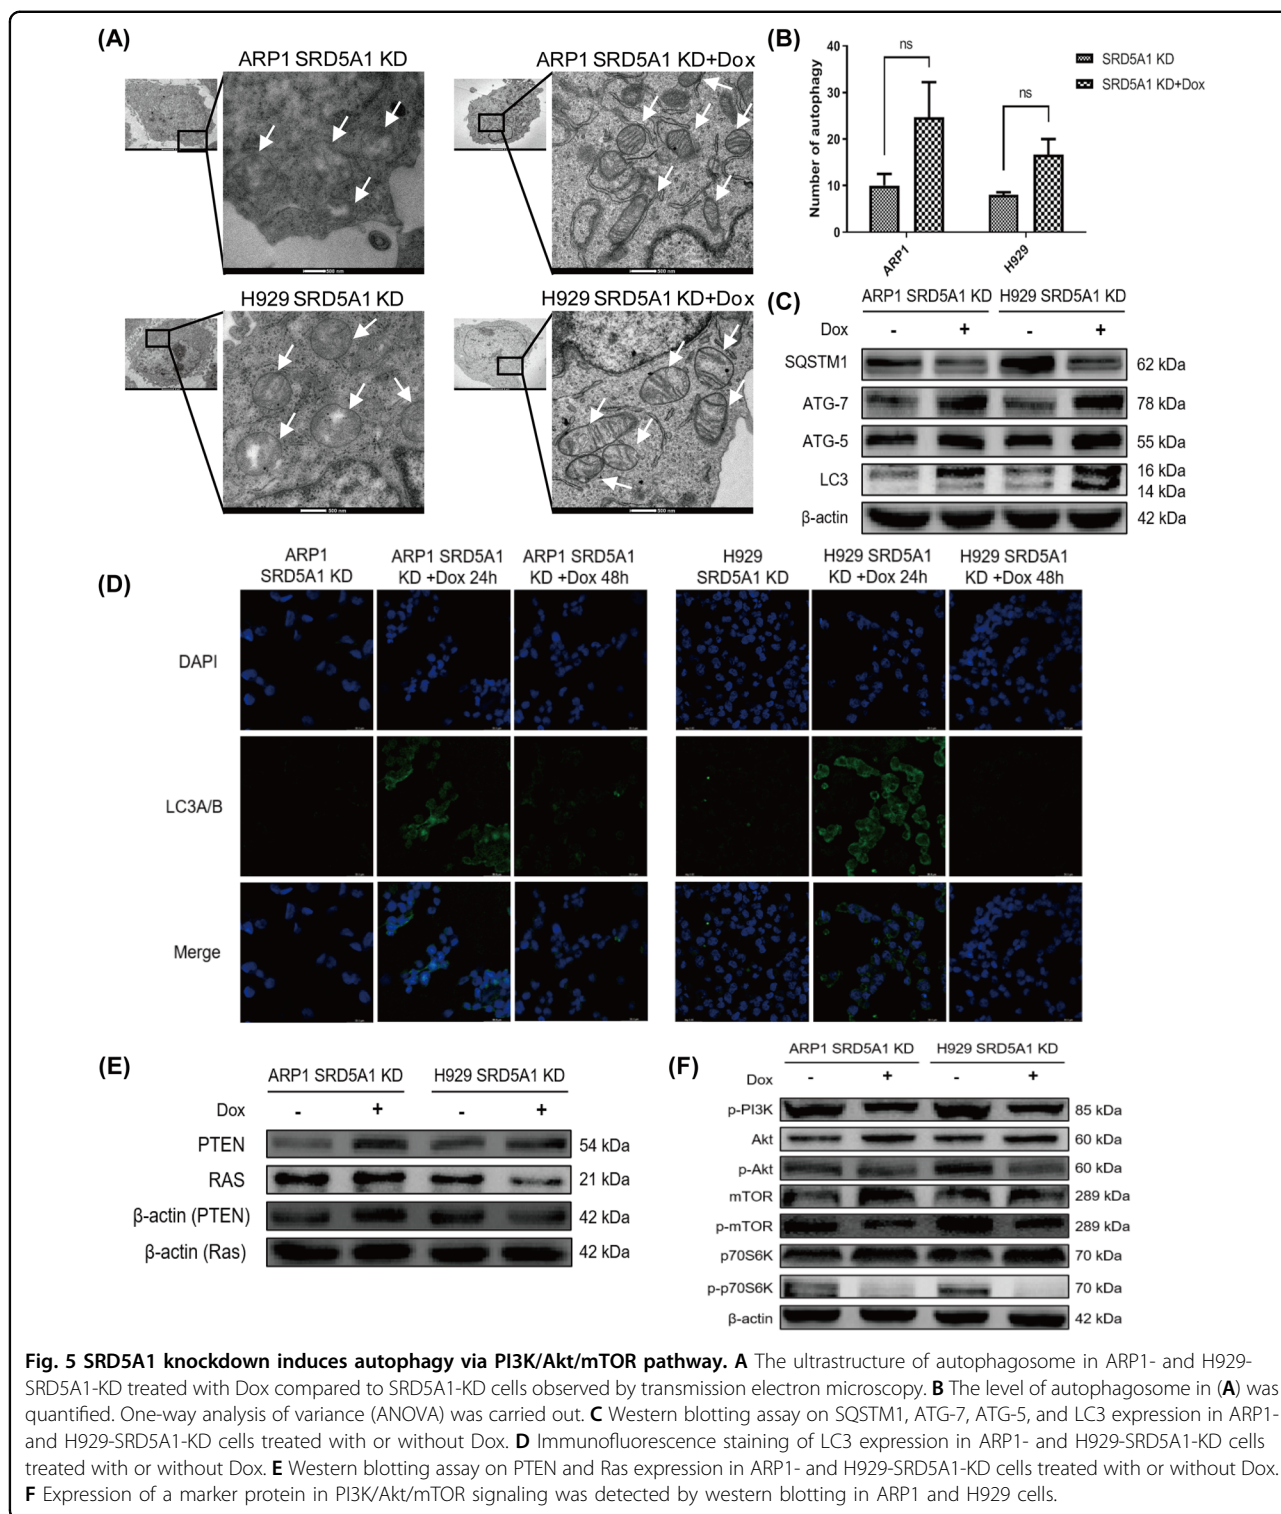 (A)
ARP1 SRD5A1 KD
ARP1 SRD5A1 KD+Dox
500 nm
500 nm
H929 SRD5A1 KD
H929 SRD5A1 KD+Dox
500 nm
500 nm
(B)
Number of autophagy
40
30
20
10
0
ns
ns
SRD5A1 KD
SRD5A1 KD+Dox
ARP1
H929
(C)
ARP1 SRD5A1 KD H929 SRD5A1 KD
Dox - + - +
SQSTM1 62 kDa
ATG-7 78 kDa
ATG-5 55 kDa
LC3 16 kDa
14 kDa
β-actin 42 kDa
(D)
ARP1
SRD5A1 KD
ARP1 SRD5A1
KD +Dox 24h
ARP1 SRD5A1
KD +Dox 48h
H929
SRD5A1 KD
H929 SRD5A1
KD +Dox 24h
H929 SRD5A1
KD +Dox 48h
DAPI
LC3A/B
Merge
(E)
ARP1 SRD5A1 KD H929 SRD5A1 KD
Dox - + - +
PTEN 54 kDa
RAS 21 kDa
β-actin (PTEN) 42 kDa
β-actin (Ras) 42 kDa
(F)
ARP1 SRD5A1 KD H929 SRD5A1 KD
Dox - + - +
p-PI3K 85 kDa
Akt 60 kDa
p-Akt 60 kDa
mTOR 289 kDa
p-mTOR 289 kDa
p70S6K 70 kDa
p-p70S6K 70 kDa
β-actin 42 kDa
Fig. 5 SRD5A1 knockdown induces autophagy via PI3K/Akt/mTOR pathway. A The ultrastructure of autophagosome in ARP1- and H929-
SRD5A1-KD treated with Dox compared to SRD5A1-KD cells observed by transmission electron microscopy. B The level of autophagosome in (A) was
quantified. One-way analysis of variance (ANOVA) was carried out. C Western blotting assay on SQSTM1, ATG-7, ATG-5, and LC3 expression in ARP1-
and H929-SRD5A1-KD cells treated with or without Dox. D Immunofluorescence staining of LC3 expression in ARP1- and H929-SRD5A1-KD cells
treated with or without Dox. E Western blotting assay on PTEN and Ras expression in ARP1- and H929-SRD5A1-KD cells treated with or without Dox.
F Expression of a marker protein in PI3K/Akt/mTOR signaling was detected by western blotting in ARP1 and H929 cells.